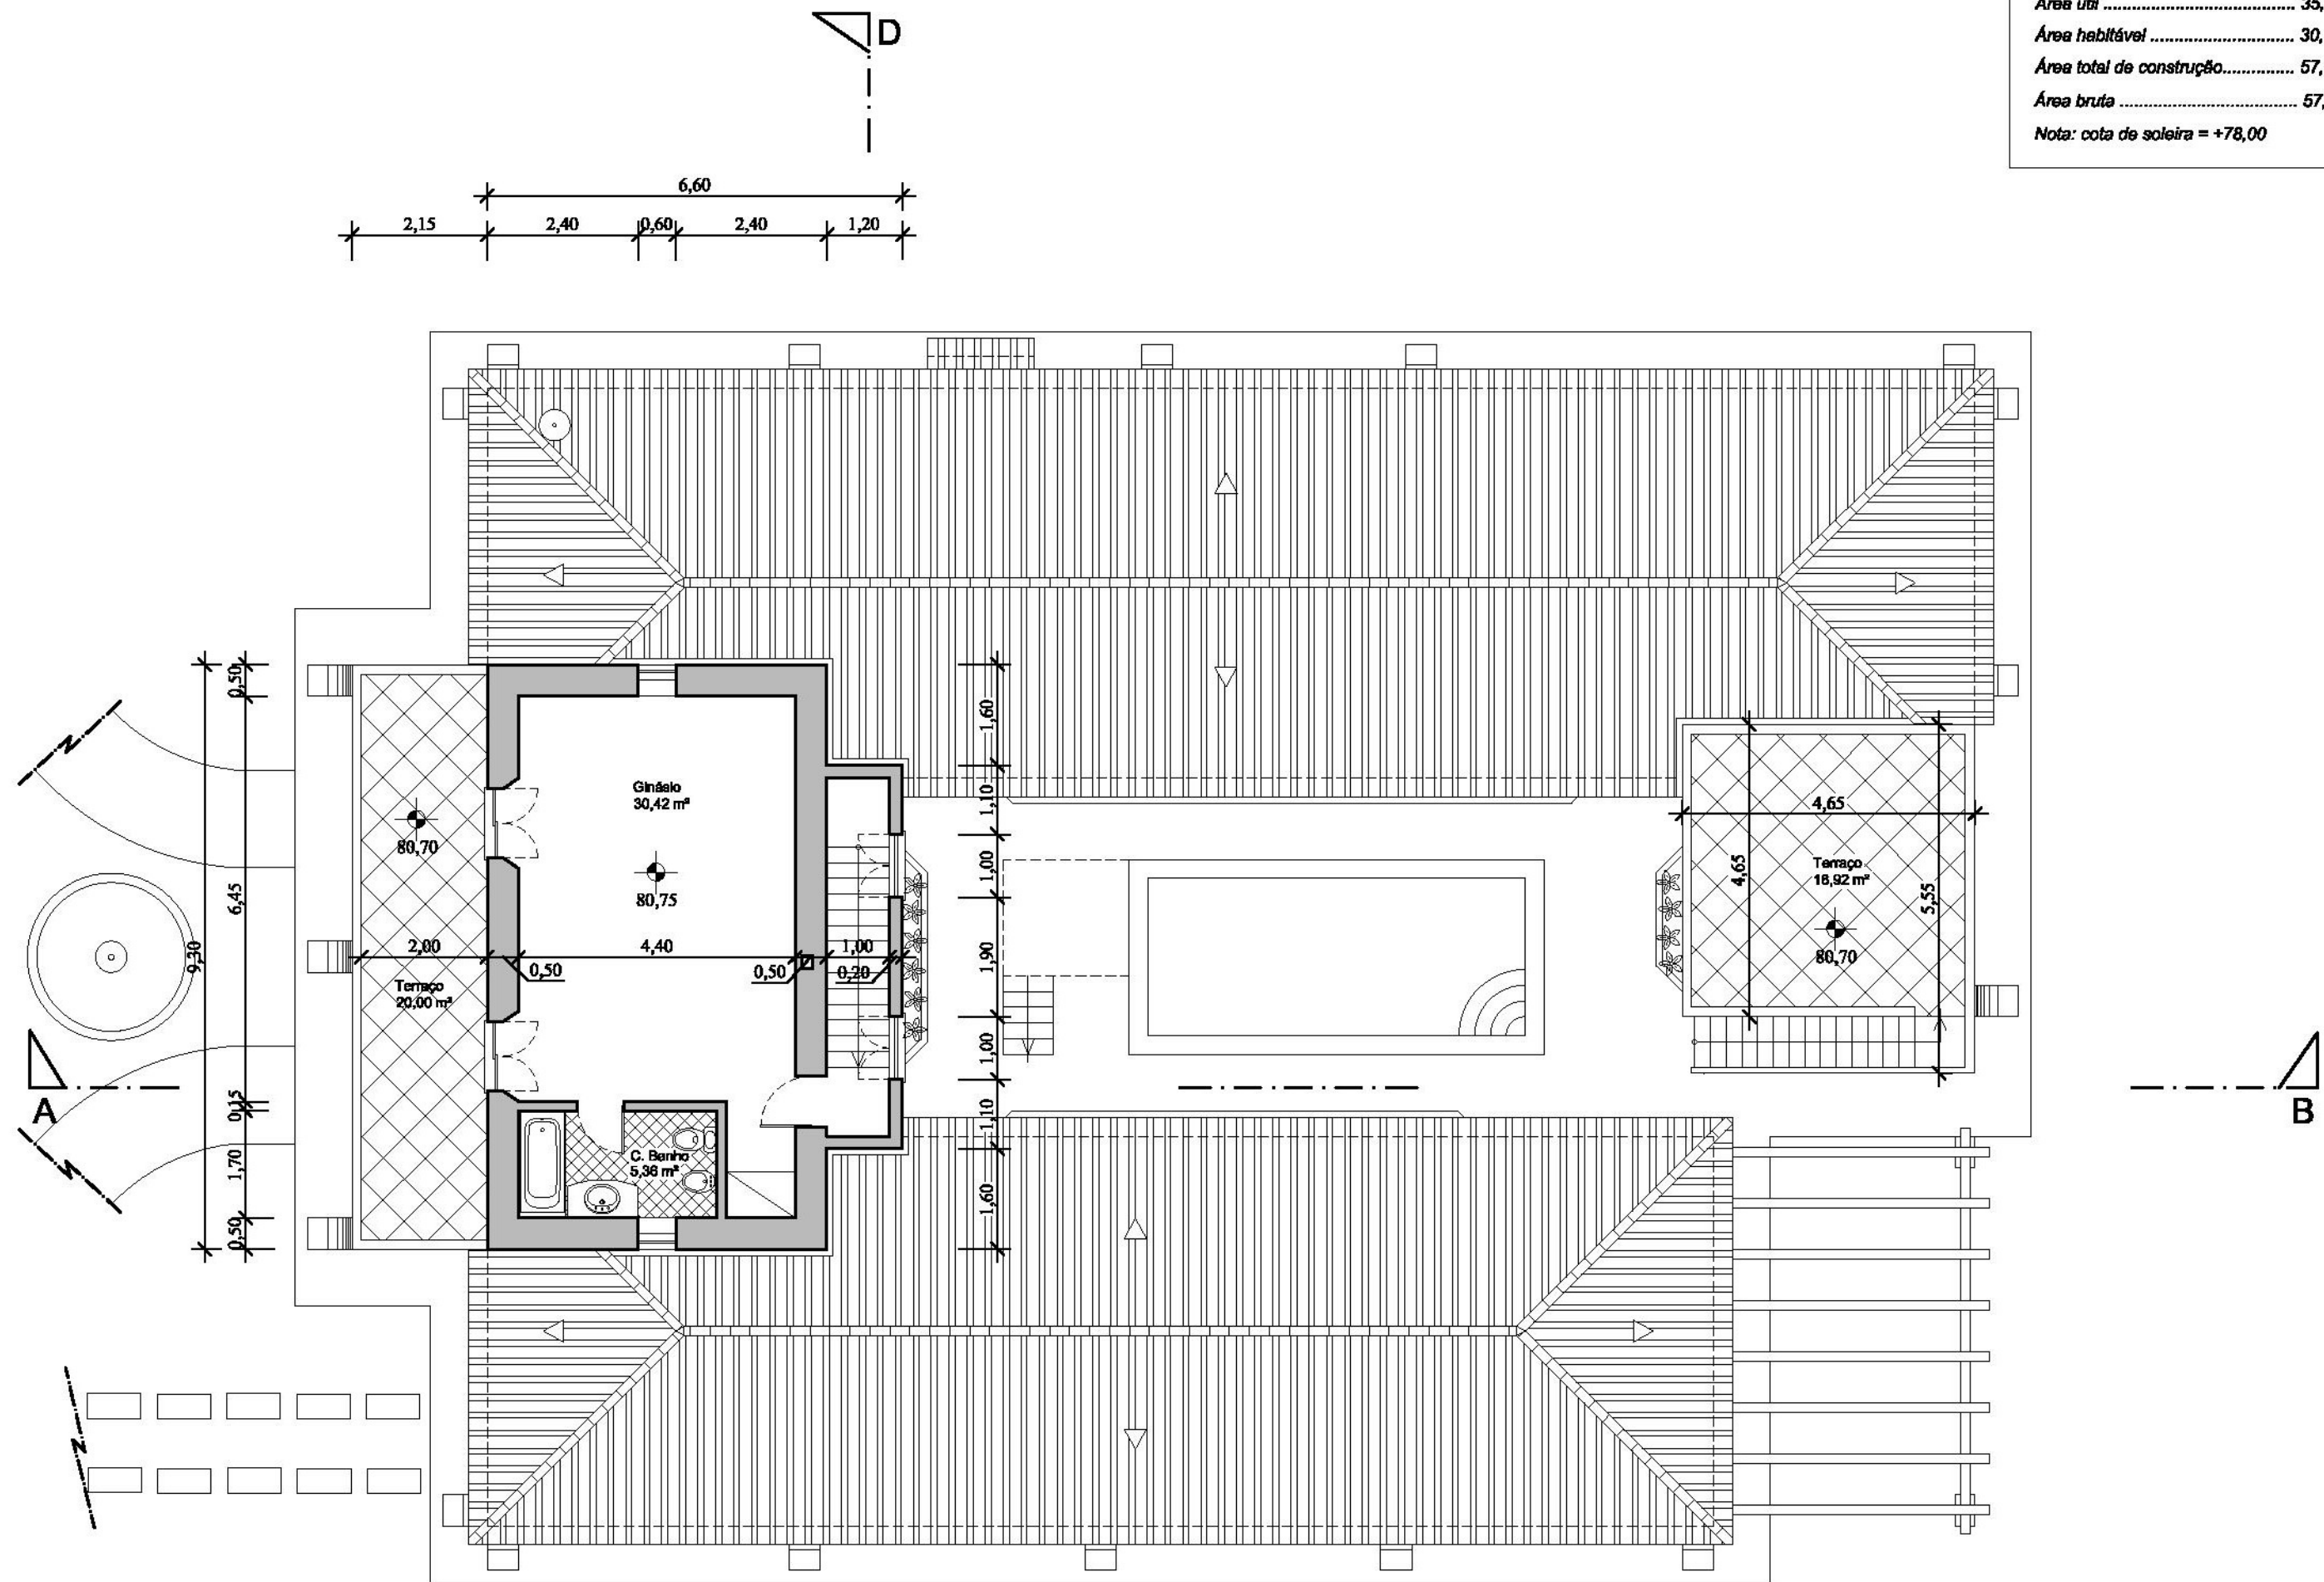 Área útil ........................................ 35,
Área habitável .............................. 30,
Área total de construção............... 57,
Área bruta ..................................... 57,
Nota: cota de soleira = +78,00
D
6,60
2,15
2,40
0,60
2,40
1,20
0,50
6,45
9,30
0,15
1,70
0,50
1,60
1,10
1,00
1,90
1,00
1,10
1,60
Ginásio
30,42 m²
80,70
80,75
2,00
4,40
1,00
0,50
0,50
0,20
Terraço
20,00 m²
C. Banho
5,36 m²
4,65
4,65
Terraço
16,92 m²
5,55
80,70
N
N
N
A
B